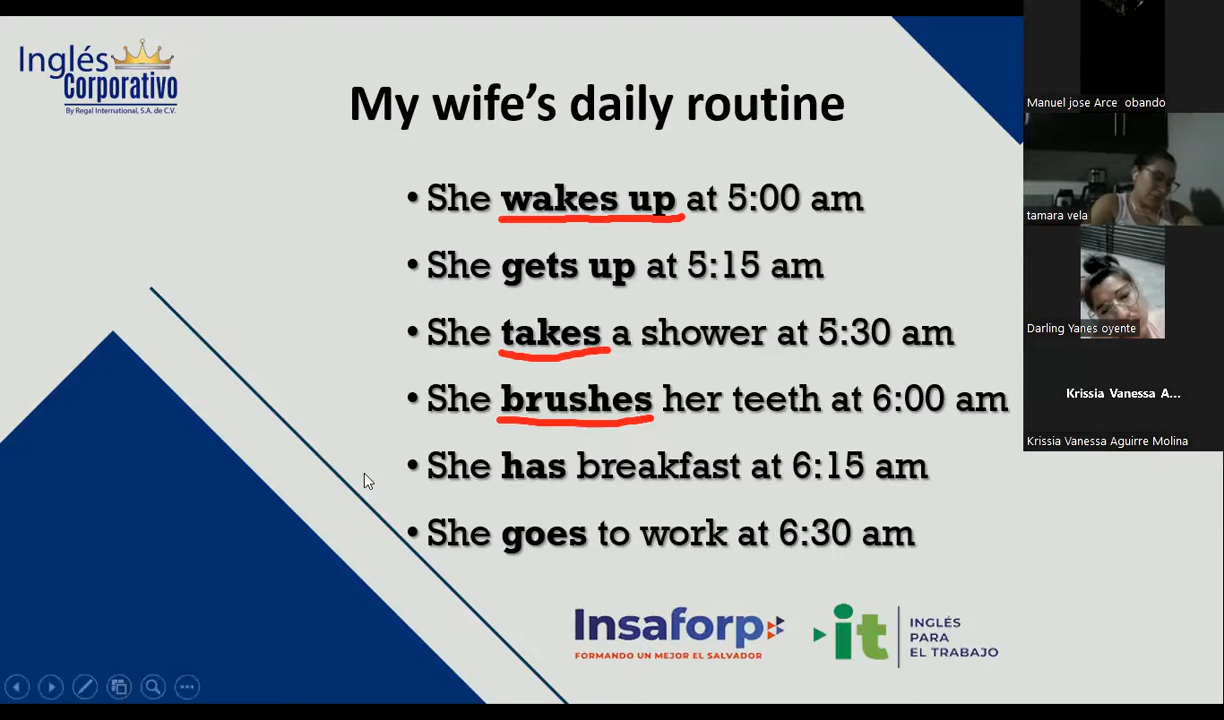 Inglés
Corporativo
By Regal International, S.A. de C.V.
My wife’s daily routine
• She wakes up at 5:00 am
• She gets up at 5:15 am
• She takes a shower at 5:30 am
• She brushes her teeth at 6:00 am
• She has breakfast at 6:15 am
• She goes to work at 6:30 am
Insaforp
FORMANDO UN MEJOR EL SALVADOR
it
INGLÉS
PARA
EL TRABAJO
Manuel jose Arce obando
tamara vela
Darling Yanes oyente
Krissia Vanessa A...
Krissia Vanessa Aguirre Molina